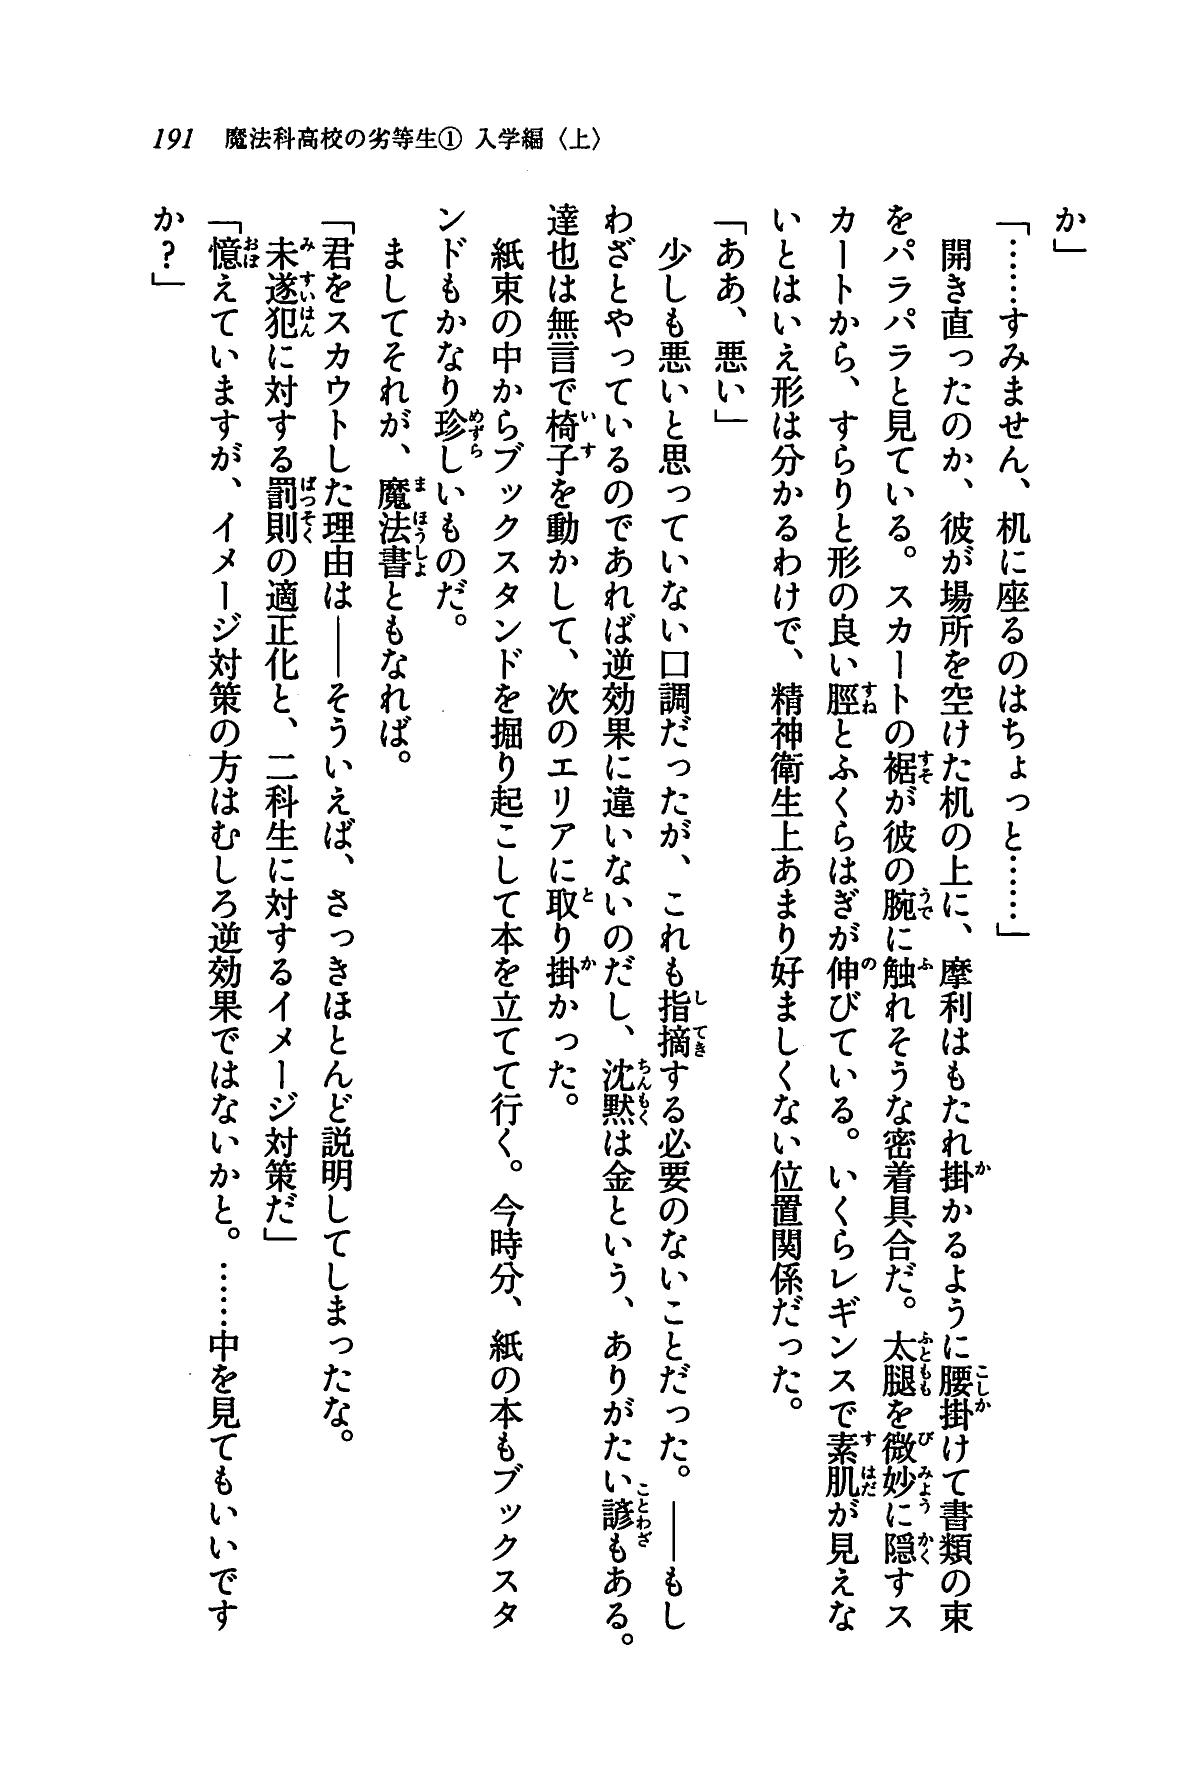 191 魔法科高校の劣等生① 入学編〈上〉
か」
「……すみません、机に座るのはちょっと……」
　開き直ったのか、彼が場所を空けた机の上に、摩利はもたれ掛かるように腰掛けて書類の束
をパラパラと見ている。スカートの裾が彼の腕に触れそうな密着具合だ。太腿を微妙に隠すス
カートから、すらりと形の良い脛とふくらはぎが伸びている。いくらレギンスで素肌が見えな
いとはいえ形は分かるわけで、精神衛生上あまり好ましくない位置関係だった。
「ああ、悪い」
　少しも悪いと思っていない口調だったが、これも指摘する必要のないことだった。――もし
わざとやっているのであれば逆効果に違いないのだし、沈黙は金という、ありがたい諺もある。
達也は無言で椅子を動かして、次のエリアに取り掛かった。
　紙束の中からブックスタンドを掘り起こして本を立てて行く。今時分、紙の本もブックスタ
ンドもかなり珍しいものだ。
　ましてそれが、魔法書ともなれば。
「君をスカウトした理由は――そういえば、さっきほとんど説明してしまったな。
　未遂犯に対する罰則の適正化と、二科生に対するイメージ対策だ」
「憶えていますが、イメージ対策の方はむしろ逆効果ではないかと。……中を見てもいいです
か？」